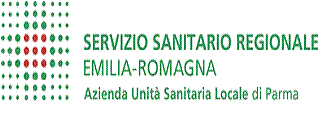 SERVIZIO SANITARIO REGIONALE
EMILIA-ROMAGNA
Azienda Unità Sanitaria Locale di Parma